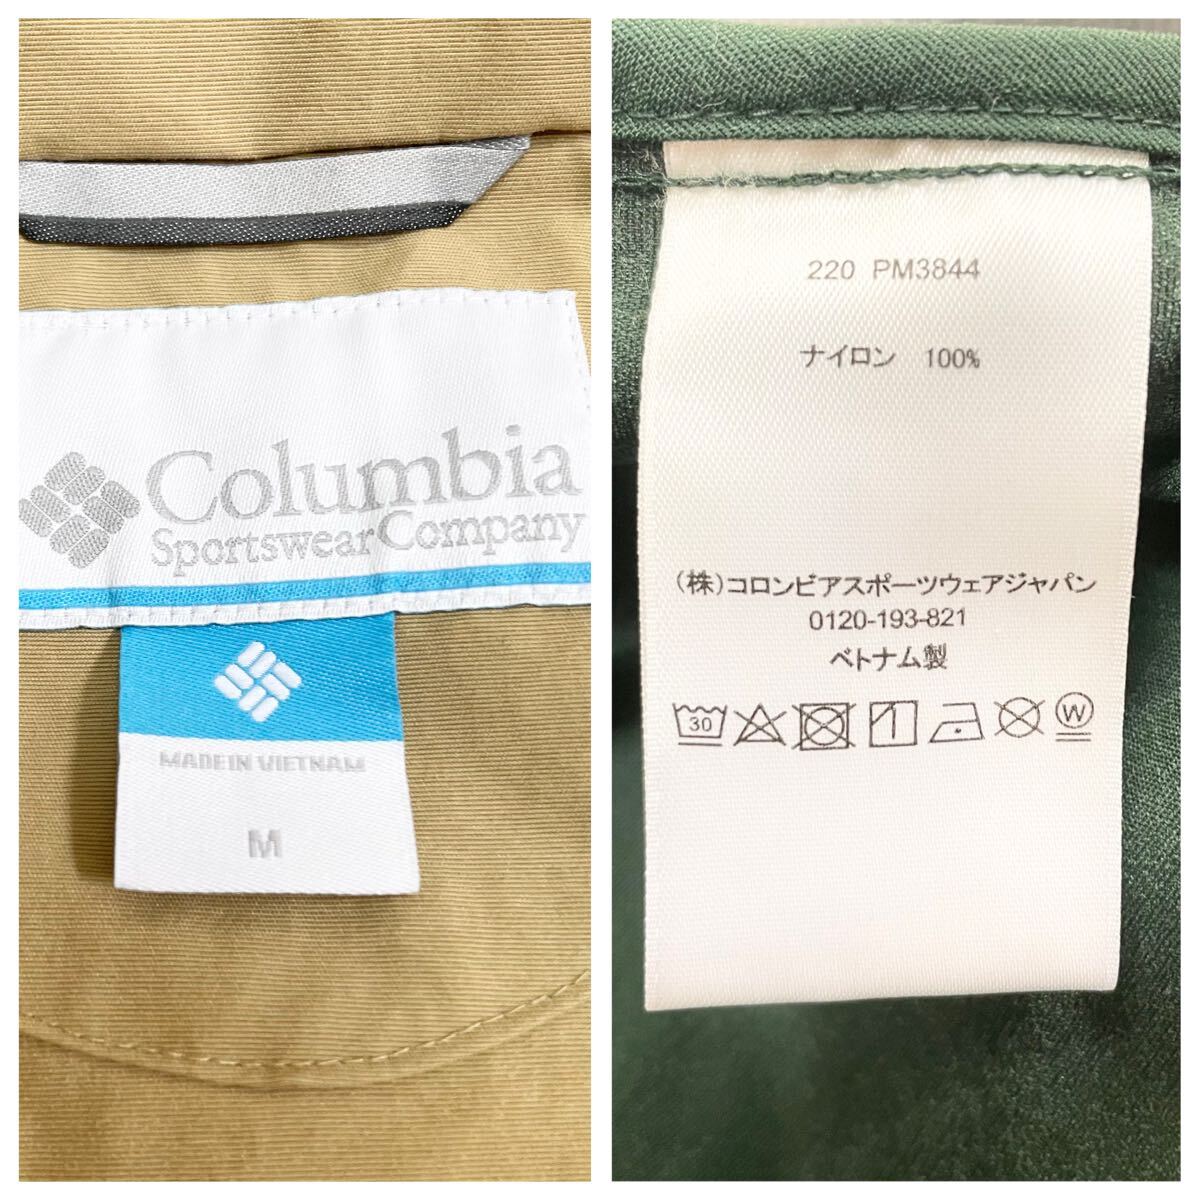 Columbia
Sportswear Company
MADE IN VIETNAM
M
220 PM3844
ナイロン 100%
(株)コロンビアスポーツウェアジャパン
0120-193-821
ベトナム製
30
W